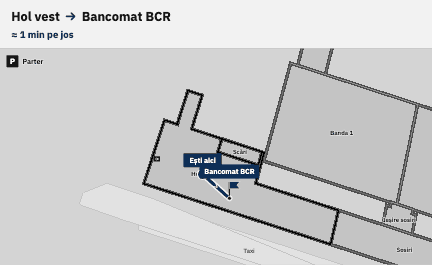 Hol vest → Bancomat BCR
≈ 1 min pe jos
P Parter
Banda 1
Scări
Ești aici
Bancomat BCR
Ieșire sosiri
Sosiri
Taxi